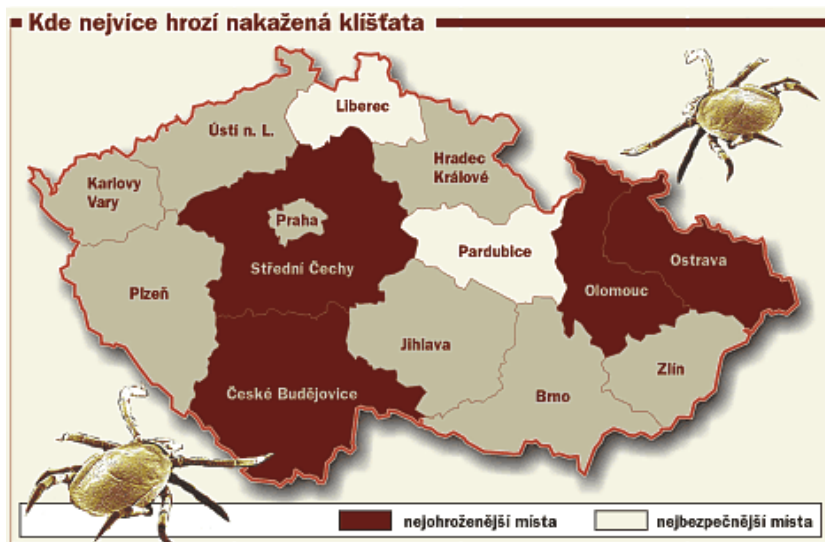 Kde nejvíce hrozí nakažená klíšťata
Liberec
Ústí n. L.
Hradec
Králové
Karlovy
Vary
Praha
Pardubice
Ostrava
Střední Čechy
Plzeň
Olomouc
Jihlava
Zlín
České Budějovice
Brno
nejohroženější místa
nejbezpečnější místa